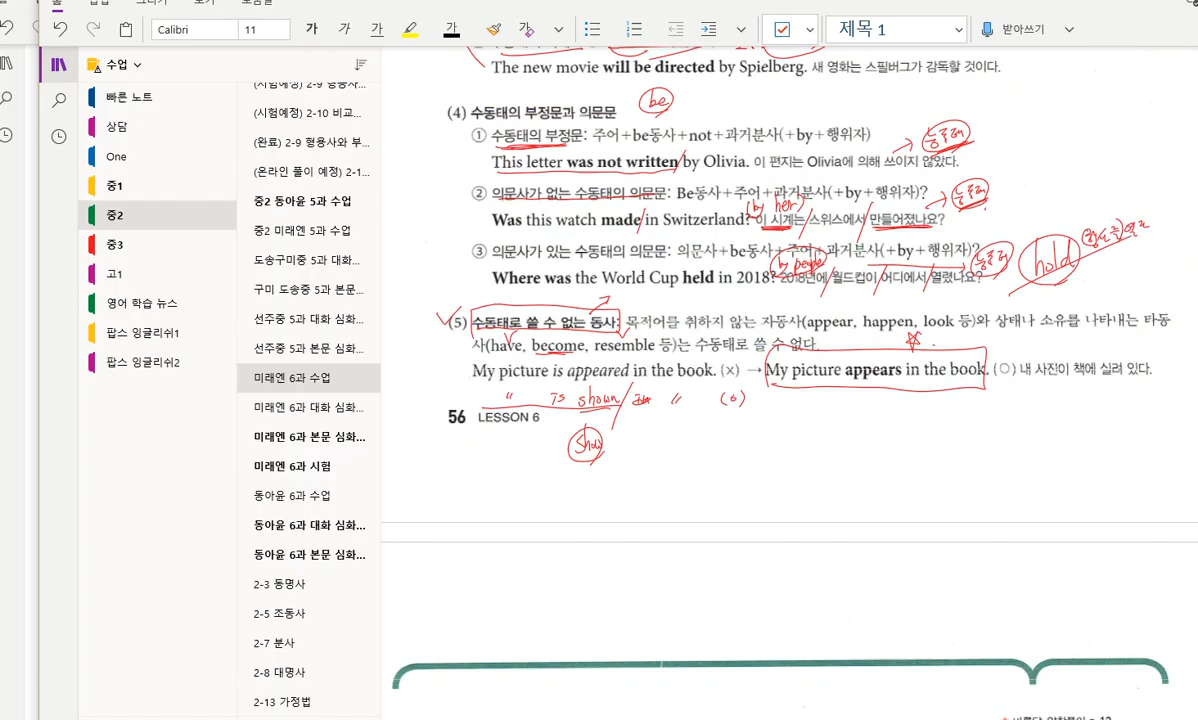 Calibri
11
가
가
가
가
제목 1
받아쓰기
수업
빠른 노트
상담
One
중1
중2
중3
고1
영어 학습 뉴스
팝스 잉글리쉬1
팝스 잉글리쉬2
(시험예정) 2-9 형용사...
(시험예정) 2-10 비교...
(완료) 2-9 형용사와 부...
(온라인 풀이 예정) 2-1...
중2 동아윤 5과 수업
중2 미래엔 5과 수업
도송구미중 5과 대화...
구미 도송중 5과 본문...
선주중 5과 대화 심화...
선주중 5과 본문 심화...
미래엔 6과 수업
미래엔 6과 대화 심화...
미래엔 6과 본문 심화...
미래엔 6과 시험
동아윤 6과 수업
동아윤 6과 대화 심화...
동아윤 6과 본문 심화...
2-3 동명사
2-5 조동사
2-7 분사
2-8 대명사
2-13 가정법
The new movie will be directed by Spielberg. 새 영화는 스필버그가 감독할 것이다.
be
(4) 수동태의 부정문과 의문문
① 수동태의 부정문: 주어+be동사+not+과거분사(+by+행위자)
→ 능동태
This letter was not written by Olivia. 이 편지는 Olivia에 의해 쓰이지 않았다.
② 의문사가 없는 수동태의 의문문: Be동사+주어+과거분사(+by+행위자)?
→ 능동태
(by her)
Was this watch made in Switzerland? 이 시계는 스위스에서 만들어졌나요?
③ 의문사가 있는 수동태의 의문문: 의문사+be동사+주어+과거분사(+by+행위자)?
능동태
hold
by people
Where was the World Cup held in 2018? 2018년에 월드컵이 어디에서 열렸나요?
(5) 수동태로 쓸 수 없는 동사: 목적어를 취하지 않는 자동사(appear, happen, look 등)와 상태나 소유를 나타내는 타동
사(have, become, resemble 등)는 수동태로 쓸 수 없다.
My picture is appeared in the book. (×) → My picture appears in the book. (○) 내 사진이 책에 실려 있다.
〃 is shown 〃 (o)
show
56 LESSON 6